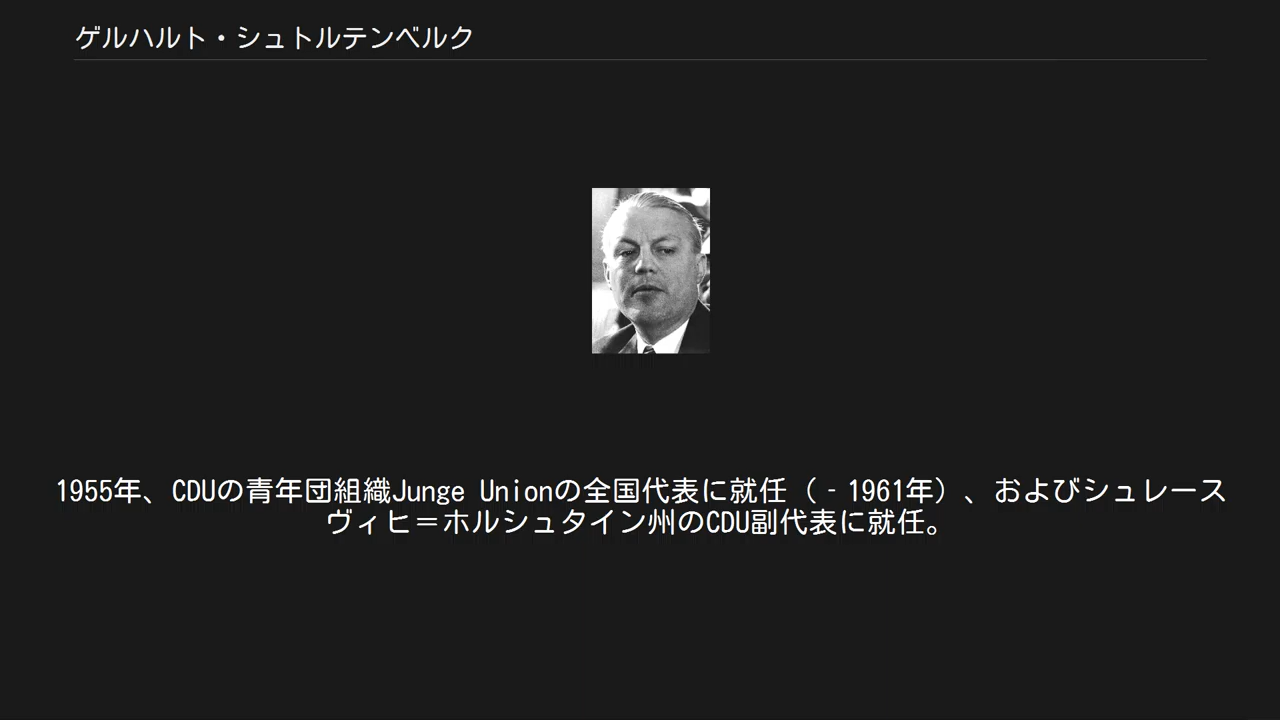 ゲルハルト・シュトルテンベルク
1955年、CDUの青年団組織Junge Unionの全国代表に就任（‐1961年）、およびシュレース
ヴィヒ＝ホルシュタイン州のCDU副代表に就任。